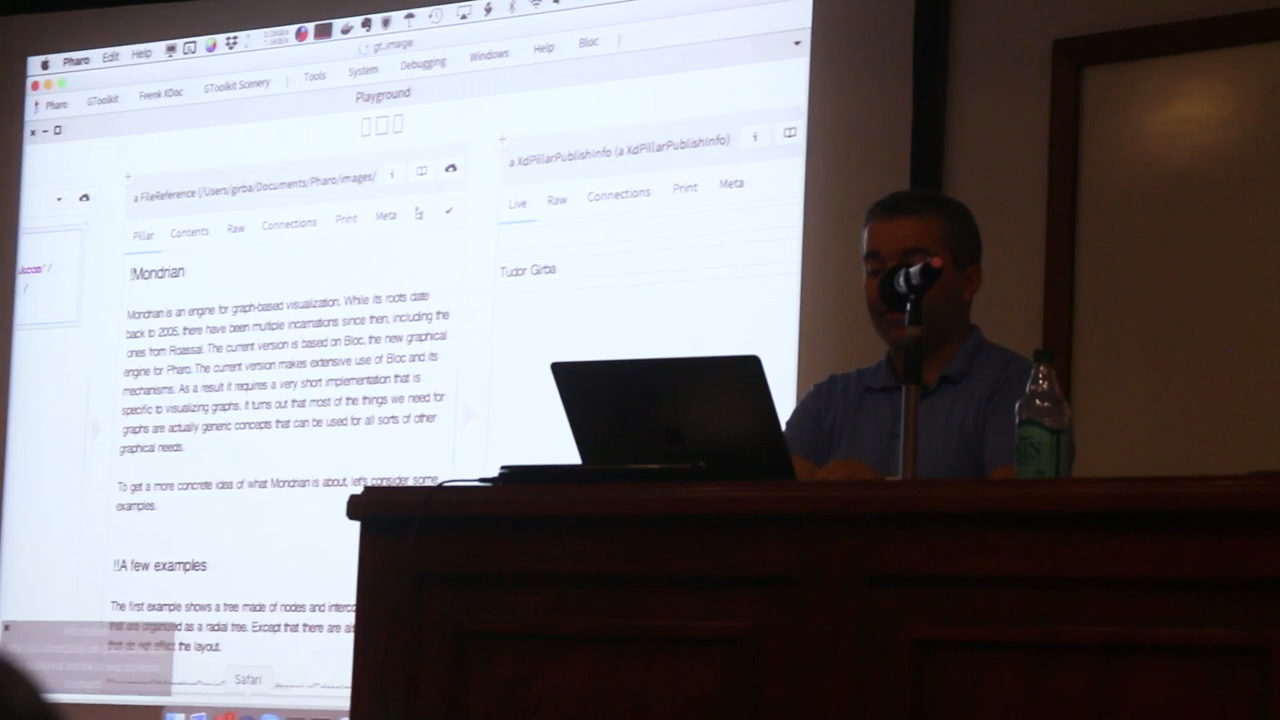 Pharo Edit Help
gt.image
Pharo GToolkit Feenk XDoc GToolkit Scenery Tools System Debugging Windows Help Bloc
Playground
a FileReference (/Users/girba/Documents/Pharo/images/
Pillar Contents Raw Connections Print Meta
!Mondrian
Mondrian is an engine for graph-based visualization. While its roots date
back to 2005, there have been multiple incarnations since then, including the
ones from Roassal. The current version is based on Bloc, the new graphical
engine for Pharo. The current version makes extensive use of Bloc and its
mechanisms. As a result it requires a very short implementation that is
specific to visualizing graphs. It turns out that most of the things we need for
graphs are actually generic concepts that can be used for all sorts of other
graphical needs.
To get a more concrete idea of what Mondrian is about, let's consider some
examples.
!!A few examples
The first example shows a tree made of nodes and interco
that are organized as a radial tree. Except that there are als
that do not effect the layout.
Safari
a XdPillarPublishInfo (a XdPillarPublishInfo)
Live Raw Connections Print Meta
Tudor Girba